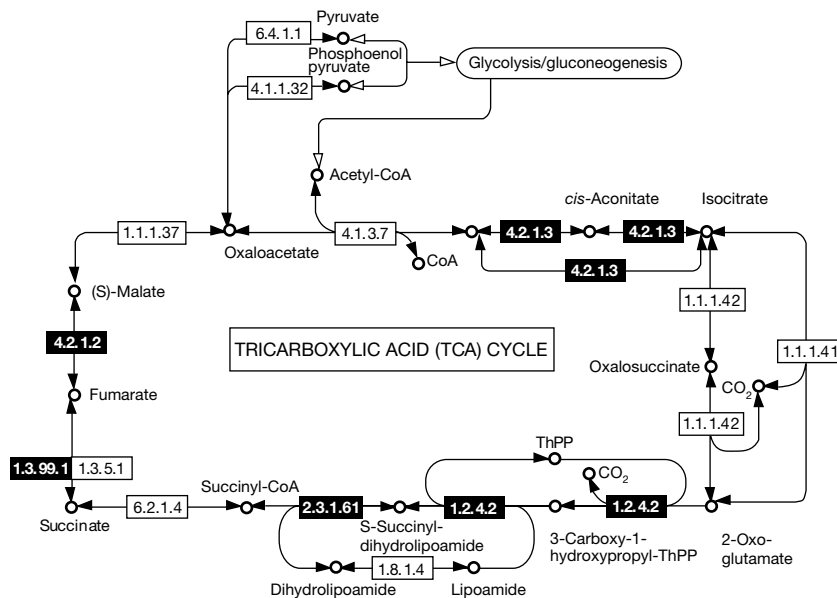 Pyruvate
6.4.1.1
Phosphoenol
pyruvate
Glycolysis/gluconeogenesis
4.1.1.32
Acetyl-CoA
cis-Aconitate
Isocitrate
1.1.1.37
4.1.3.7
4.2.1.3
4.2.1.3
Oxaloacetate
CoA
4.2.1.3
(S)-Malate
1.1.1.42
4.2.1.2
TRICARBOXYLIC ACID (TCA) CYCLE
1.1.1.41
Oxalosuccinate
CO2
Fumarate
1.1.1.42
ThPP
1.3.99.1
1.3.5.1
CO2
Succinyl-CoA
6.2.1.4
2.3.1.61
1.2.4.2
1.2.4.2
Succinate
S-Succinyl-
dihydrolipoamide
3-Carboxy-1-
hydroxypropyl-ThPP
2-Oxo-
glutamate
1.8.1.4
Dihydrolipoamide
Lipoamide